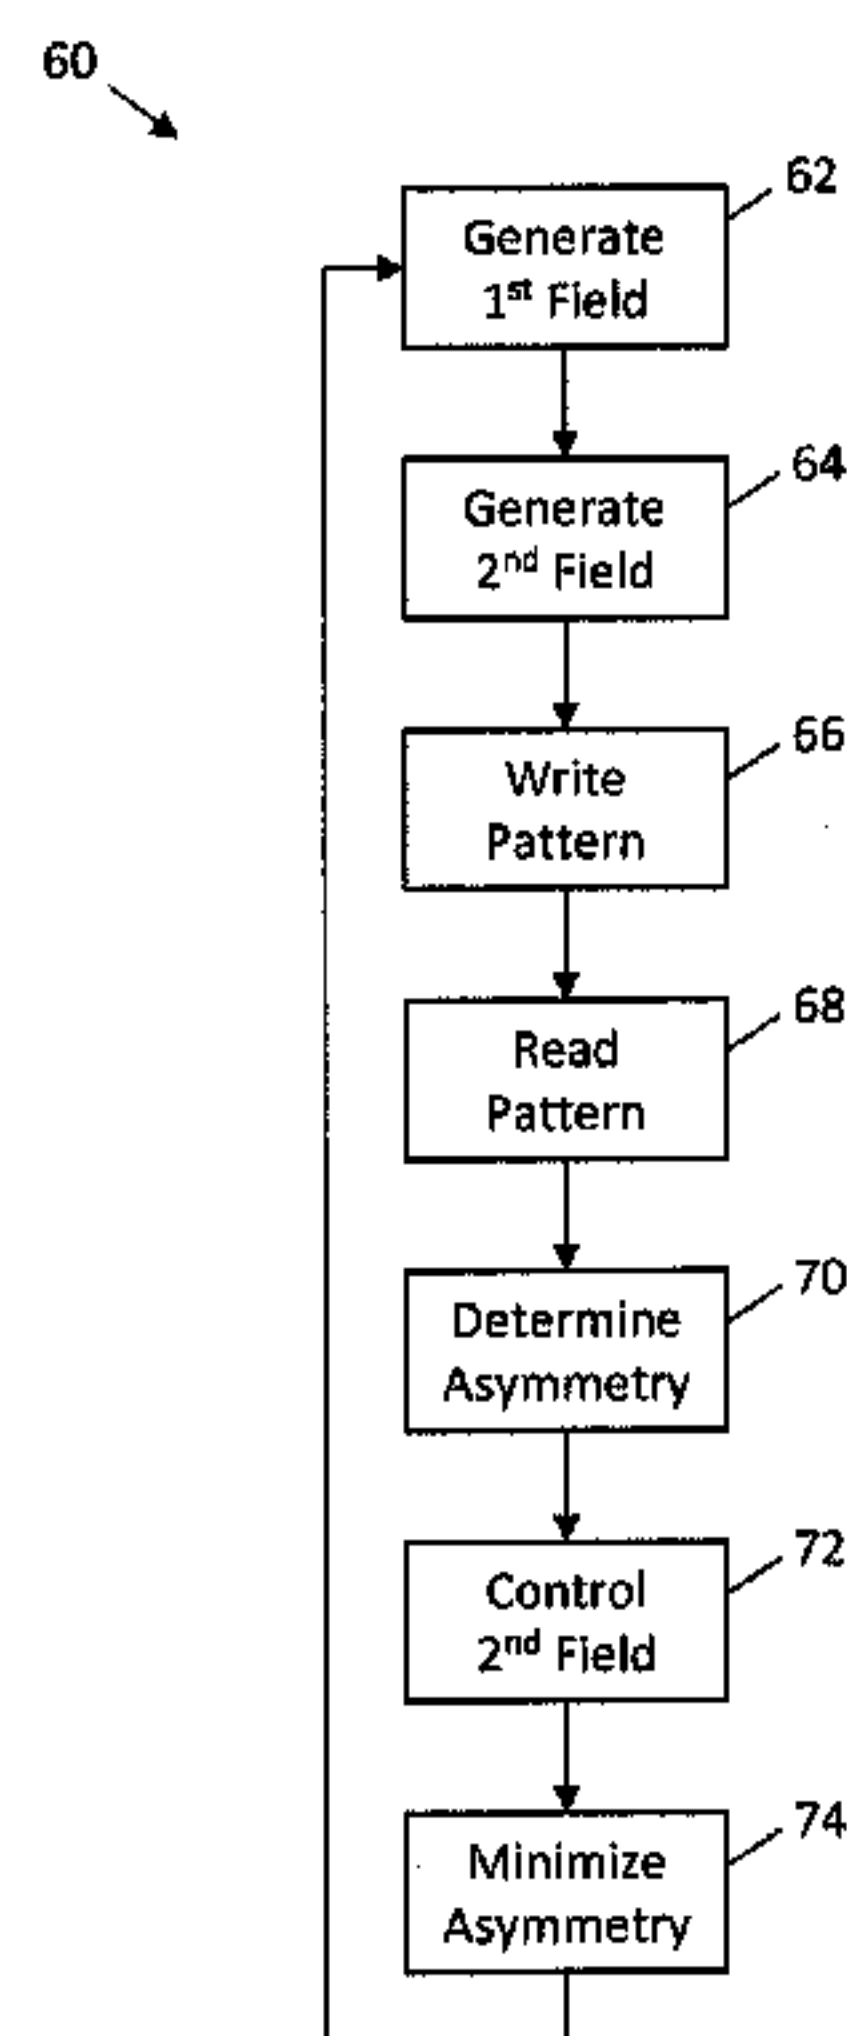 60
62
Generate
1st Field
64
Generate
2nd Field
66
Write
Pattern
68
Read
Pattern
70
Determine
Asymmetry
72
Control
2nd Field
74
Minimize
Asymmetry